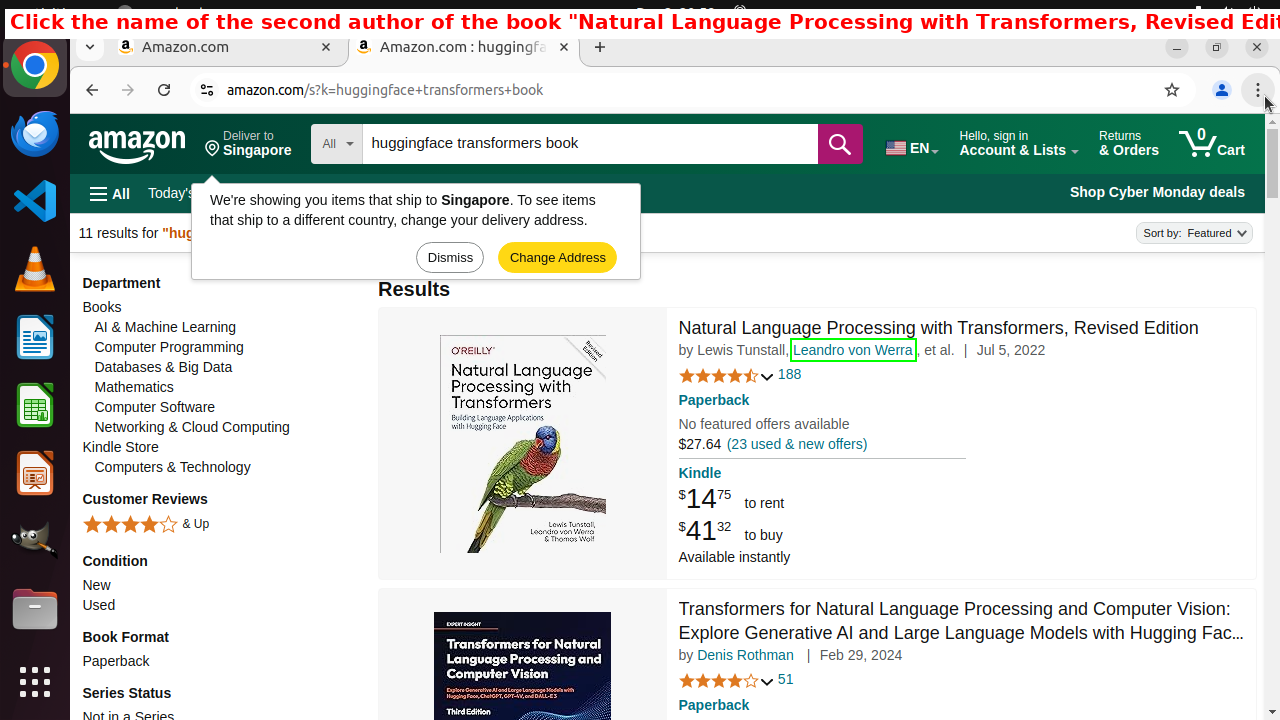 Click the name of the second author of the book "Natural Language Processing with Transformers, Revised Edit
Amazon.com
Amazon.com : huggingfa
amazon.com/s?k=huggingface+transformers+book
amazon
Deliver to
Singapore
All
huggingface transformers book
EN
Hello, sign in
Account & Lists
Returns
& Orders
0
Cart
All
Today's
Shop Cyber Monday deals
We're showing you items that ship to Singapore. To see items
that ship to a different country, change your delivery address.
Dismiss
Change Address
11 results for "hug
Sort by: Featured
Department
Books
AI & Machine Learning
Computer Programming
Databases & Big Data
Mathematics
Computer Software
Networking & Cloud Computing
Kindle Store
Computers & Technology
Customer Reviews
& Up
Condition
New
Used
Book Format
Paperback
Series Status
Not in a Series
Results
O'REILLY
Revised
Edition
Natural Language
Processing with
Transformers
Building Language Applications
with Hugging Face
Lewis Tunstall,
Leandro von Werra
& Thomas Wolf
Natural Language Processing with Transformers, Revised Edition
by Lewis Tunstall, Leandro von Werra , et al. | Jul 5, 2022
188
Paperback
No featured offers available
$27.64 (23 used & new offers)
Kindle
$14 75 to rent
$41 32 to buy
Available instantly
EXPERT INSIGHT
Transformers for Natural
Language Processing and
Computer Vision
Explore Generative AI and Large Language Models with
Hugging Face, ChatGPT, GPT-4V, and DALL-E 3
Third Edition
Transformers for Natural Language Processing and Computer Vision:
Explore Generative AI and Large Language Models with Hugging Fac…
by Denis Rothman | Feb 29, 2024
51
Paperback